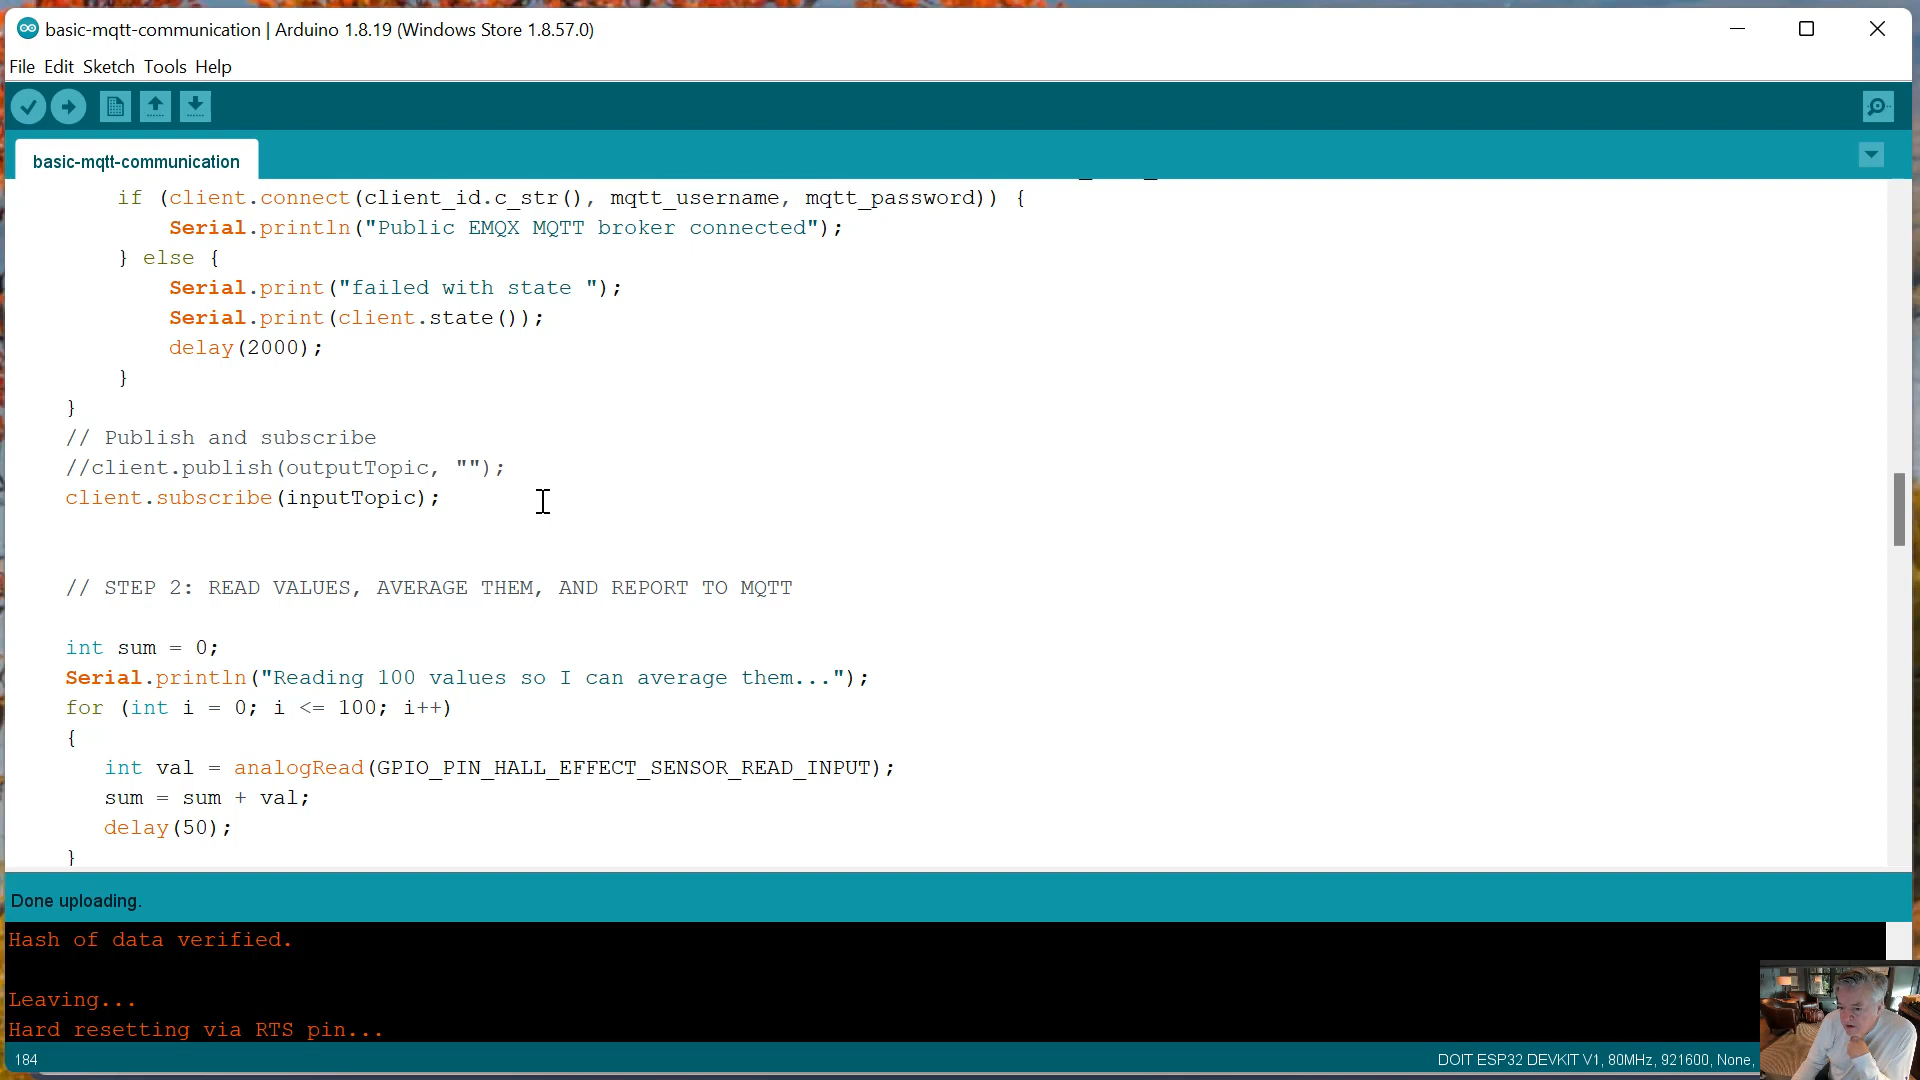 basic-mqtt-communication | Arduino 1.8.19 (Windows Store 1.8.57.0)
File Edit Sketch Tools Help
basic-mqtt-communication
if (client.connect(client_id.c_str(), mqtt_username, mqtt_password)) {
Serial.println("Public EMQX MQTT broker connected");
} else {
Serial.print("failed with state ");
Serial.print(client.state());
delay(2000);
}
}
// Publish and subscribe
//client.publish(outputTopic, "");
client.subscribe(inputTopic);
// STEP 2: READ VALUES, AVERAGE THEM, AND REPORT TO MQTT
int sum = 0;
Serial.println("Reading 100 values so I can average them...");
for (int i = 0; i <= 100; i++)
{
int val = analogRead(GPIO_PIN_HALL_EFFECT_SENSOR_READ_INPUT);
sum = sum + val;
delay(50);
}
Done uploading.
Hash of data verified.
Leaving...
Hard resetting via RTS pin...
184
DOIT ESP32 DEVKIT V1, 80MHz, 921600, None,